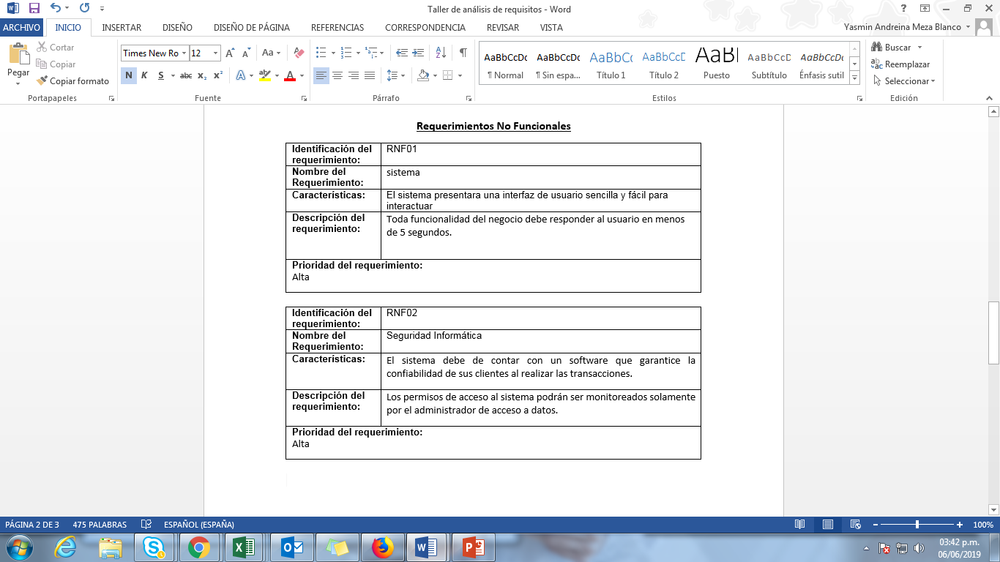 Taller de análisis de requisitos - Word
ARCHIVO INICIO INSERTAR DISEÑO DISEÑO DE PÁGINA REFERENCIAS CORRESPONDENCIA REVISAR VISTA Yasmin Andreina Meza Blanco
Pegar
Cortar
Copiar
Copiar formato
Portapapeles
Times New Ro 12
N K S abc x₂ x²
Fuente
Párrafo
AaBbCcDc AaBbCcDc AaBbCc AaBbCcD AaBl AaBbCcD AaBbCcDc
¶ Normal ¶ Sin espa... Título 1 Título 2 Puesto Subtítulo Énfasis sutil
Estilos
Buscar
Reemplazar
Seleccionar
Edición
Requerimientos No Funcionales
Identificación del
requerimiento:
RNF01
Nombre del
Requerimiento:
sistema
Características:
El sistema presentara una interfaz de usuario sencilla y fácil para
interactuar
Descripción del
requerimiento:
Toda funcionalidad del negocio debe responder al usuario en menos
de 5 segundos.
Prioridad del requerimiento:
Alta
Identificación del
requerimiento:
RNF02
Nombre del
Requerimiento:
Seguridad Informática
Características:
El sistema debe de contar con un software que garantice la
confiabilidad de sus clientes al realizar las transacciones.
Descripción del
requerimiento:
Los permisos de acceso al sistema podrán ser monitoreados solamente
por el administrador de acceso a datos.
Prioridad del requerimiento:
Alta
PÁGINA 2 DE 3 475 PALABRAS ESPAÑOL (ESPAÑA) 100%
03:42 p.m.
06/06/2019